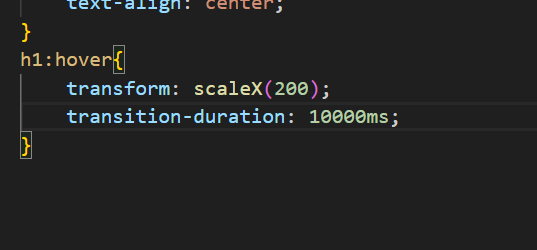 text-align: center;
}
h1:hover{
transform: scaleX(200);
transition-duration: 10000ms;
}